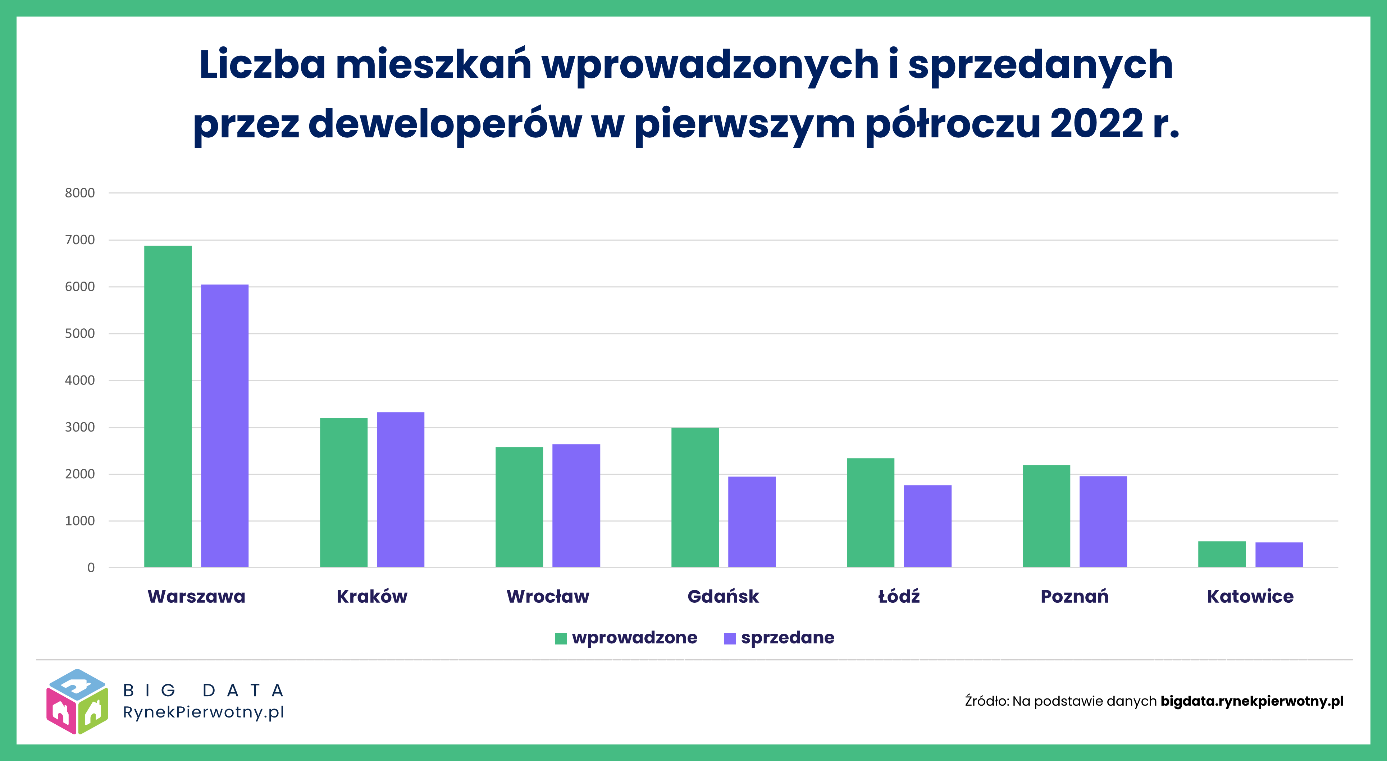 Liczba mieszkań wprowadzonych i sprzedanych
przez deweloperów w pierwszym półroczu 2022 r.
8000
7000
6000
5000
4000
3000
2000
1000
0
Warszawa Kraków Wrocław Gdańsk Łódź Poznań Katowice
wprowadzone sprzedane
BIG DATA
RynekPierwotny.pl
Źródło: Na podstawie danych bigdata.rynekpierwotny.pl